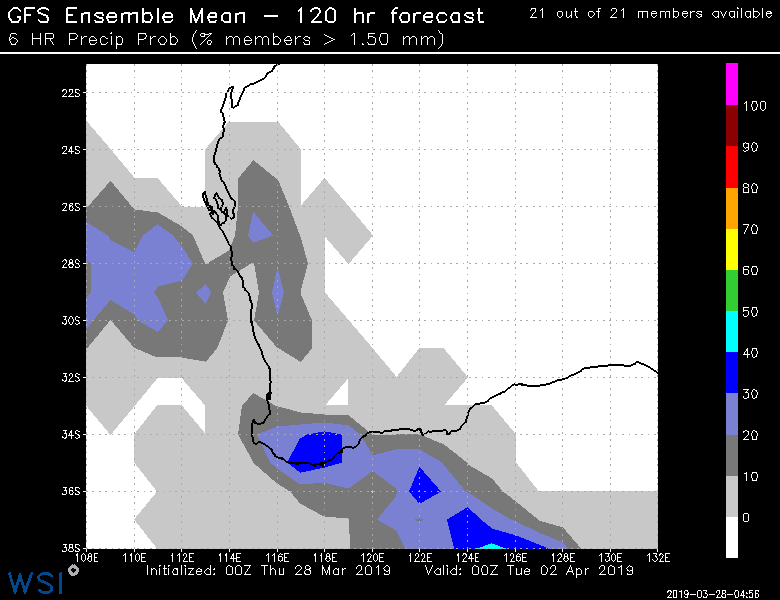 GFS Ensemble Mean – 120 hr forecast
21 out of 21 members available
6 HR Precip Prob (% members > 1.50 mm)
22S
24S
26S
28S
30S
32S
34S
36S
38S
108E 110E 112E 114E 116E 118E 120E 122E 124E 126E 128E 130E 132E
100
90
80
70
60
50
40
30
20
10
0
Initialized: 00Z Thu 28 Mar 2019 Valid: 00Z Tue 02 Apr 2019
WSI
2019-03-28-04:56